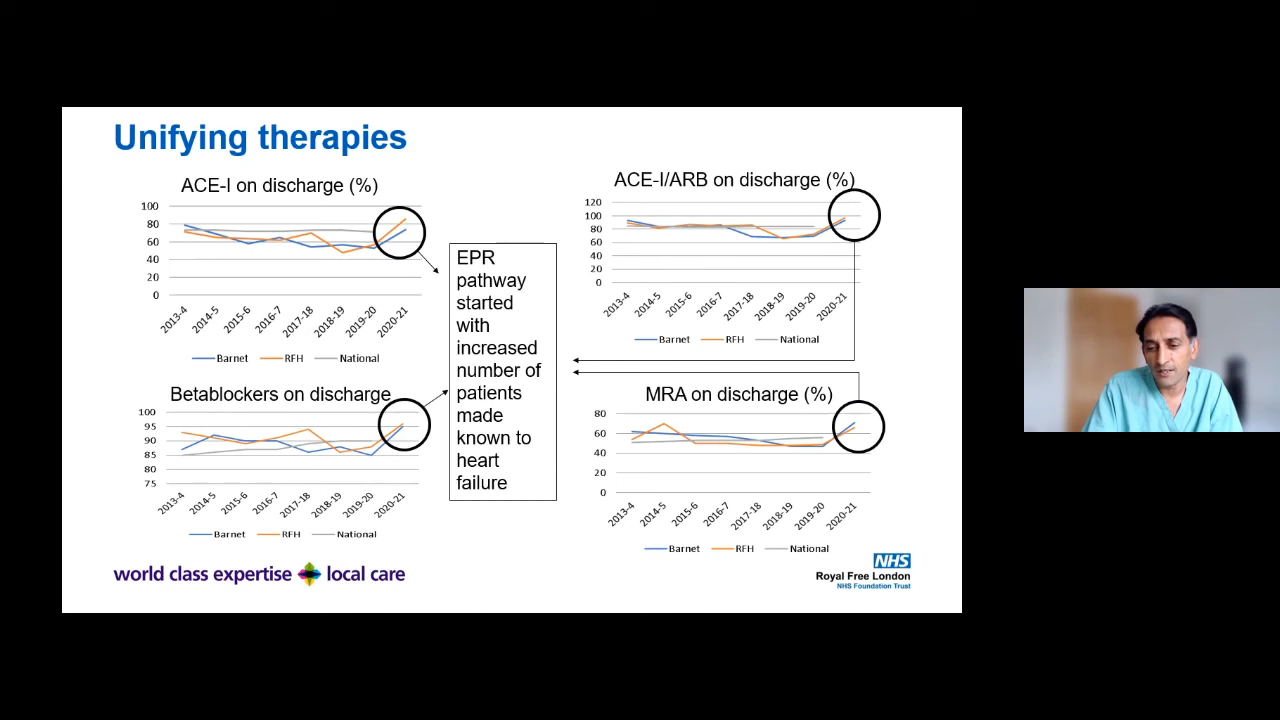 Unifying therapies
ACE-I on discharge (%)
100
80
60
40
20
0
2013-4
2014-5
2015-6
2016-7
2017-18
2018-19
2019-20
2020-21
Barnet RFH National
ACE-I/ARB on discharge (%)
120
100
80
60
40
20
0
2013-4
2014-5
2015-6
2016-7
2017-18
2018-19
2019-20
2020-21
Barnet RFH National
EPR
pathway
started
with
increased
number of
patients
made
known to
heart
failure
Betablockers on discharge
100
95
90
85
80
75
2013-4
2014-5
2015-6
2016-7
2017-18
2018-19
2019-20
2020-21
Barnet RFH National
MRA on discharge (%)
80
60
40
20
0
2013-4
2014-5
2015-6
2016-7
2017-18
2018-19
2019-20
2020-21
Barnet RFH National
world class expertise local care
NHS
Royal Free London
NHS Foundation Trust